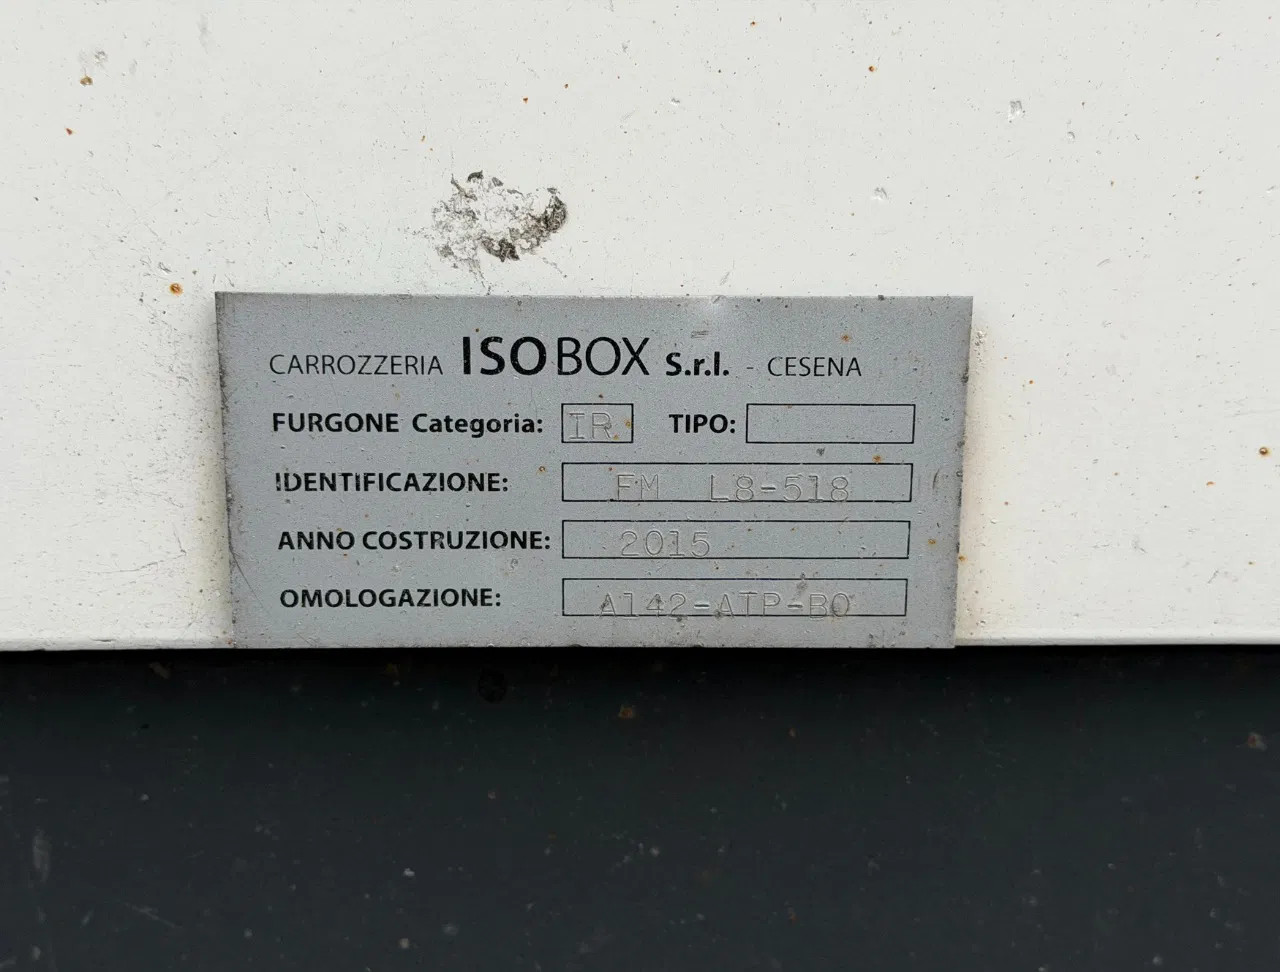 CARROZZERIA ISOBOX S.r.l. - CESENA
FURGONE Categoria: IR TIPO:
IDENTIFICAZIONE: FM L8-518
ANNO COSTRUZIONE: 2015
OMOLOGAZIONE: A142-ATP-BO